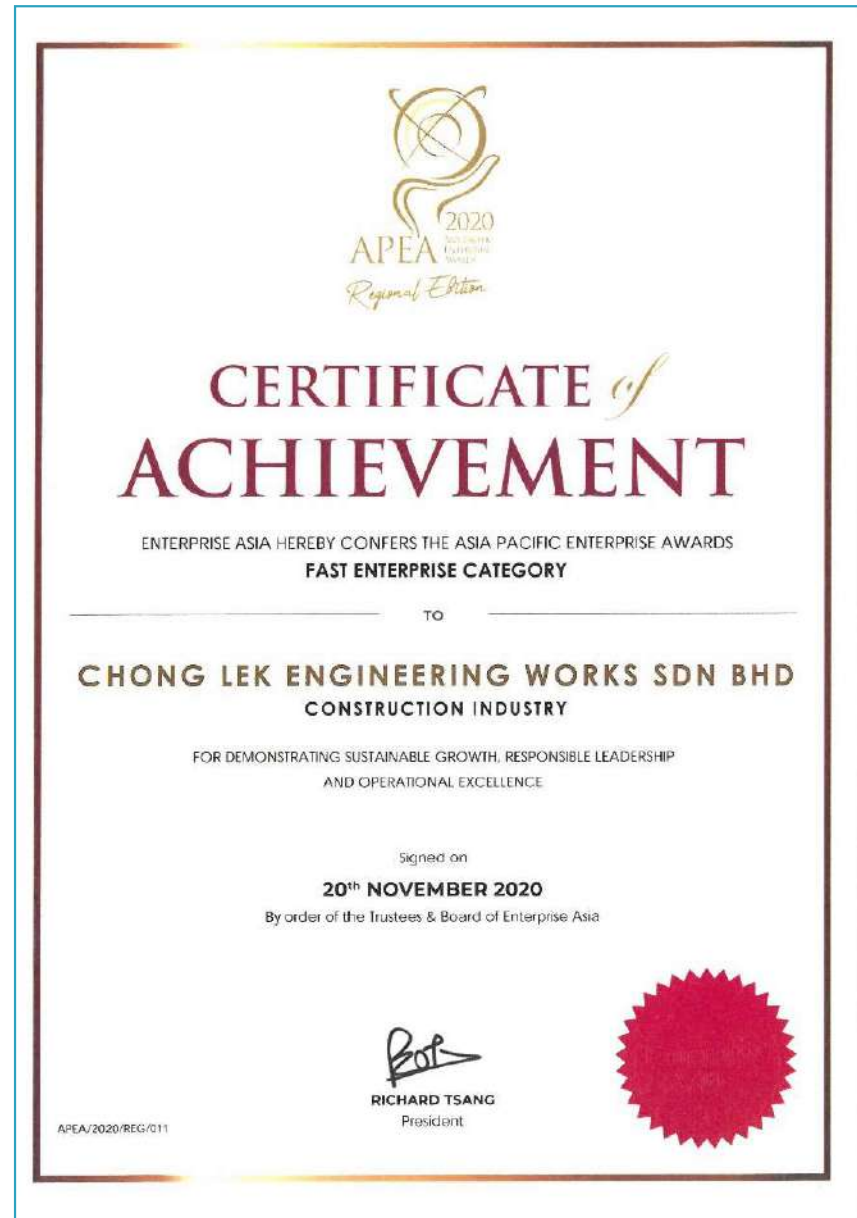 2020
APEA
Regional Edition
CERTIFICATE of
ACHIEVEMENT
ENTERPRISE ASIA HEREBY CONFERS THE ASIA PACIFIC ENTERPRISE AWARDS
FAST ENTERPRISE CATEGORY
TO
CHONG LEK ENGINEERING WORKS SDN BHD
CONSTRUCTION INDUSTRY
FOR DEMONSTRATING SUSTAINABLE GROWTH, RESPONSIBLE LEADERSHIP
AND OPERATIONAL EXCELLENCE
Signed on
20th NOVEMBER 2020
By order of the Trustees & Board of Enterprise Asia
RICHARD TSANG
President
APEA/2020/REG/011